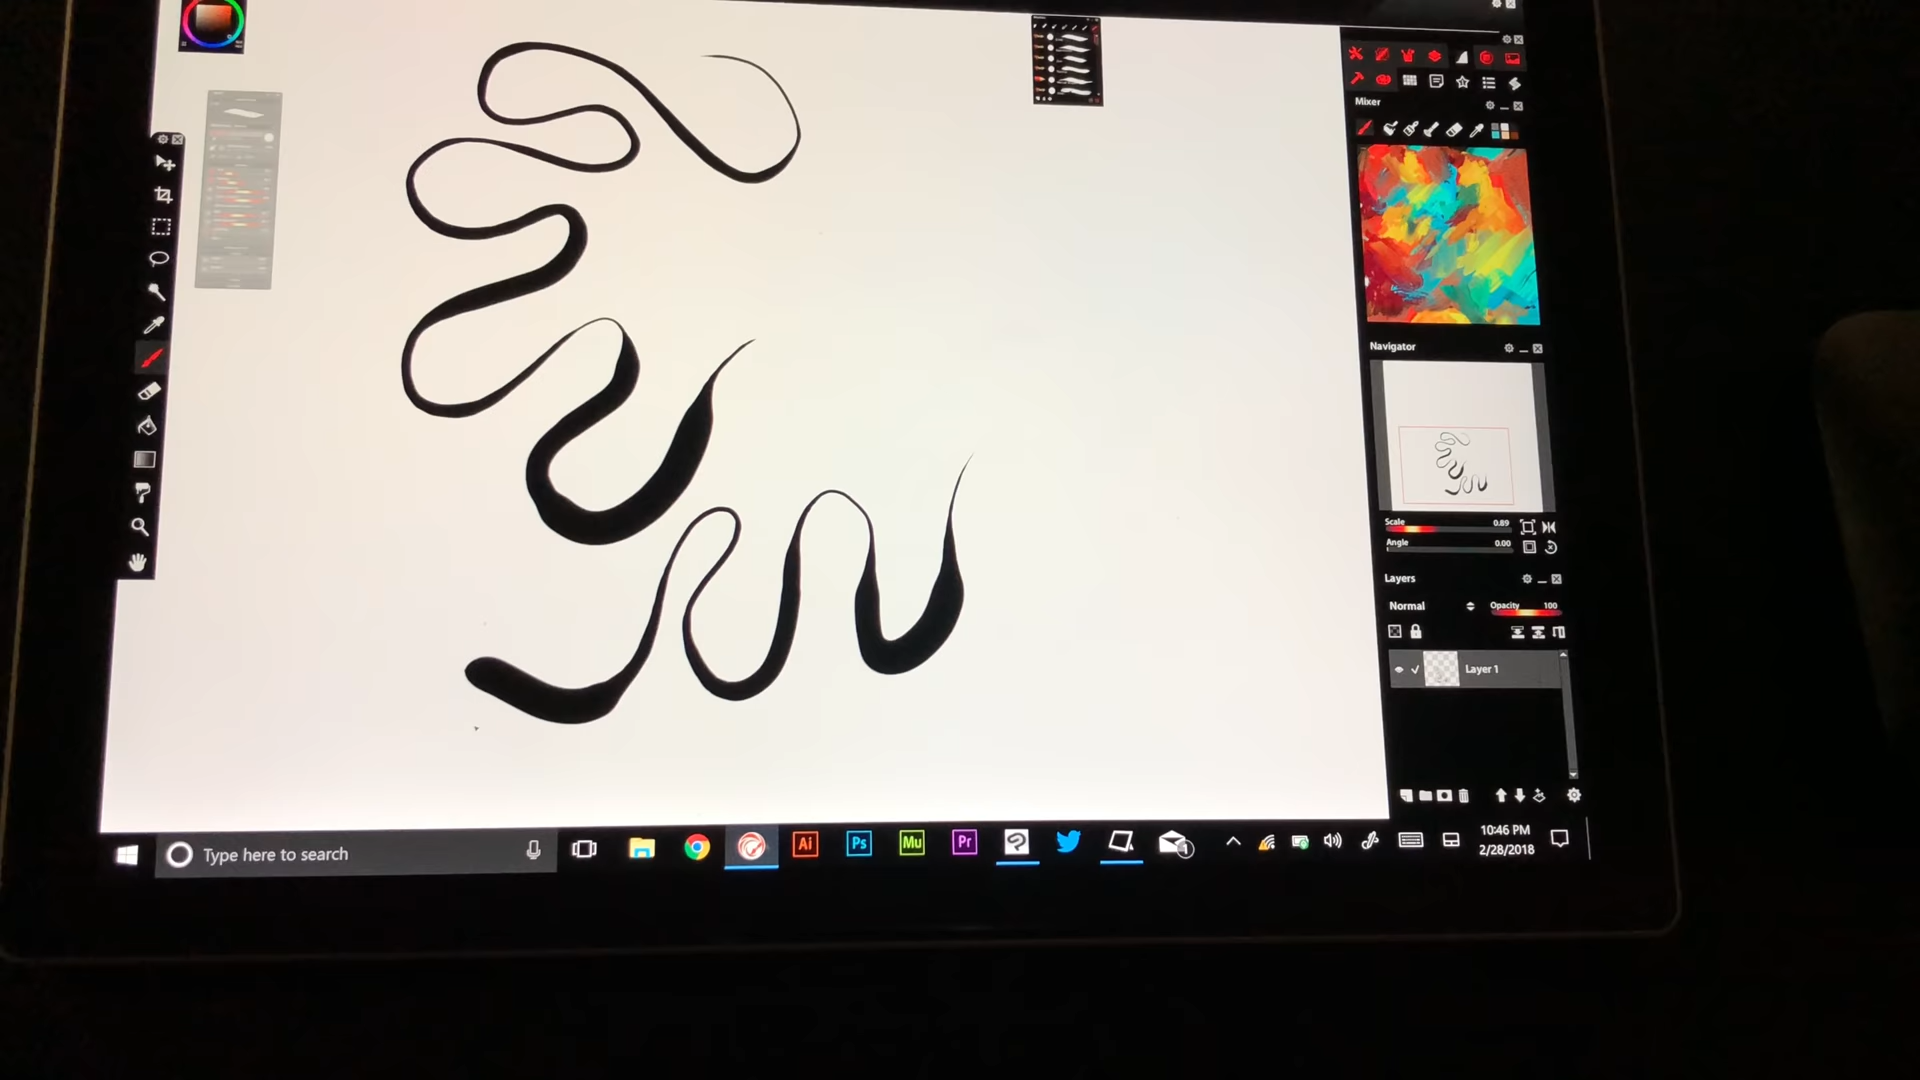 Mixer
Navigator
Scale 0.89
Angle 0.00
Layers
Normal Opacity 100
Layer 1
Type here to search
Ai Ps Mu Pr
1
10:46 PM
2/28/2018